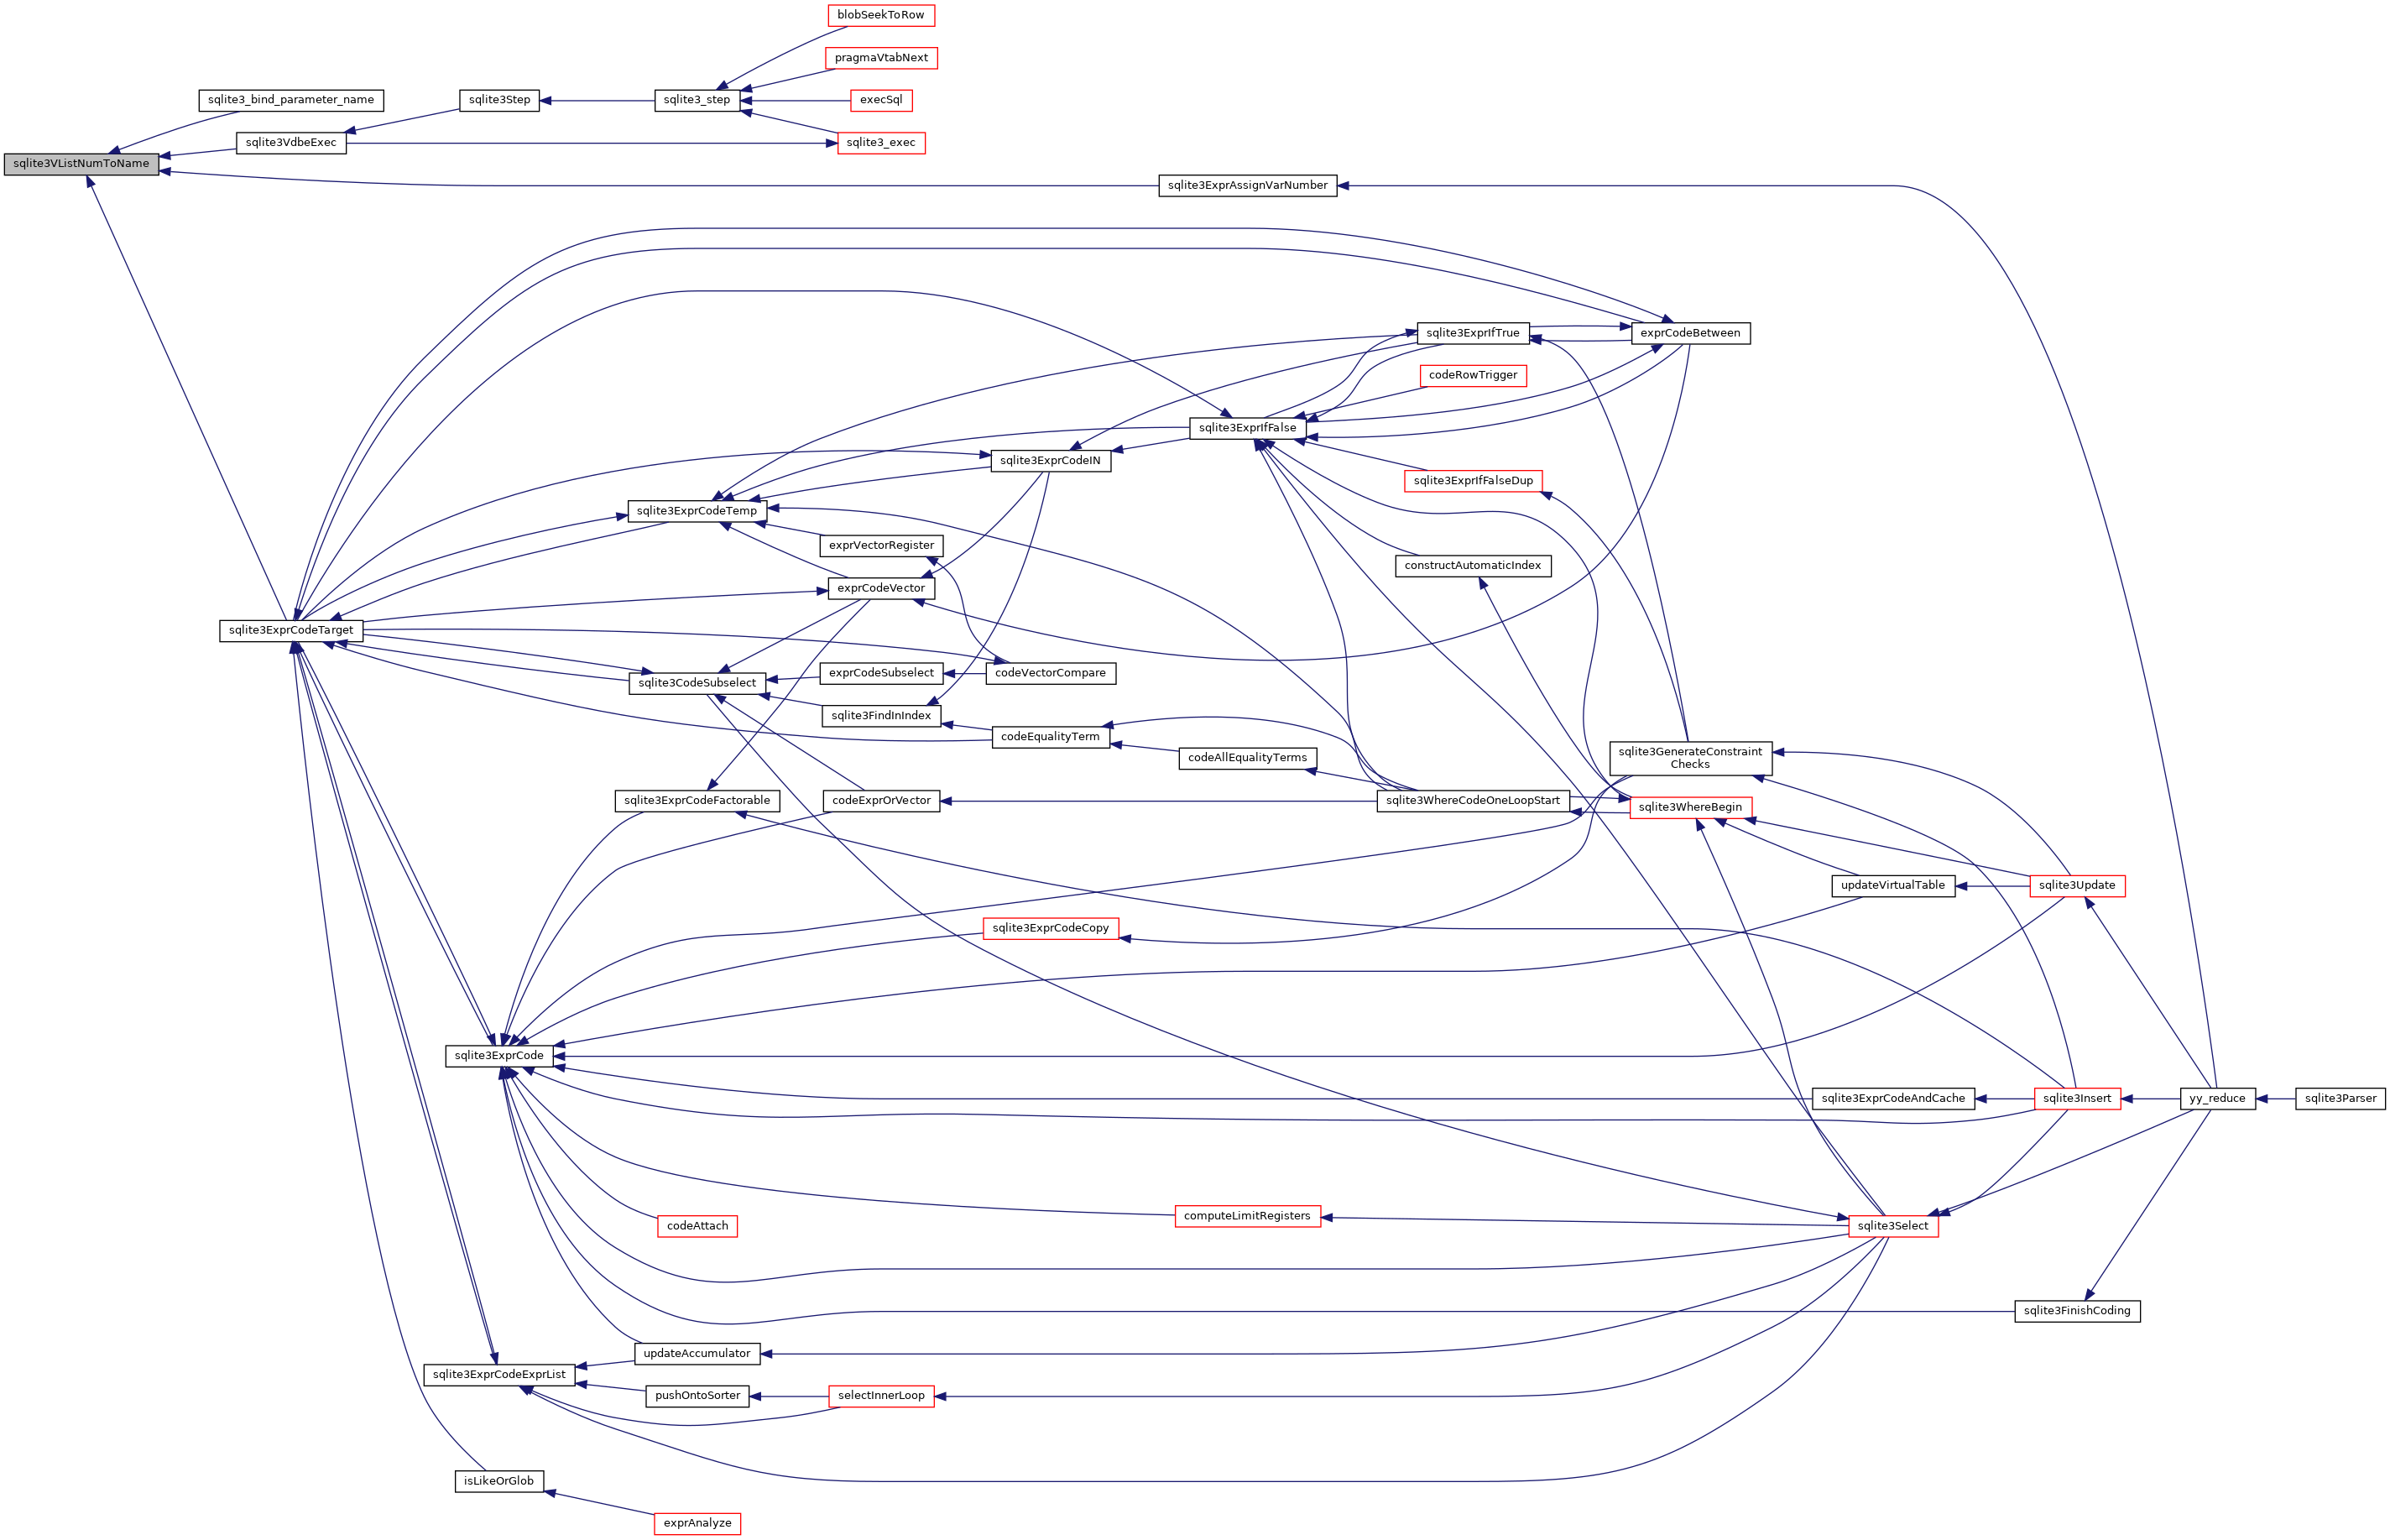 blobSeekToRow
pragmaVtabNext
sqlite3_bind_parameter_name
sqlite3Step
sqlite3_step
execSql
sqlite3VdbeExec
sqlite3_exec
sqlite3VListNumToName
sqlite3ExprAssignVarNumber
sqlite3ExprIfTrue
exprCodeBetween
codeRowTrigger
sqlite3ExprIfFalse
sqlite3ExprCodeIN
sqlite3ExprIfFalseDup
sqlite3ExprCodeTemp
exprVectorRegister
constructAutomaticIndex
exprCodeVector
sqlite3ExprCodeTarget
exprCodeSubselect
codeVectorCompare
sqlite3CodeSubselect
sqlite3FindInIndex
codeEqualityTerm
codeAllEqualityTerms
sqlite3GenerateConstraint
Checks
sqlite3ExprCodeFactorable
codeExprOrVector
sqlite3WhereCodeOneLoopStart
sqlite3WhereBegin
updateVirtualTable
sqlite3Update
sqlite3ExprCodeCopy
sqlite3ExprCode
sqlite3ExprCodeAndCache
sqlite3Insert
yy_reduce
sqlite3Parser
codeAttach
computeLimitRegisters
sqlite3Select
sqlite3FinishCoding
updateAccumulator
sqlite3ExprCodeExprList
pushOntoSorter
selectInnerLoop
isLikeOrGlob
exprAnalyze